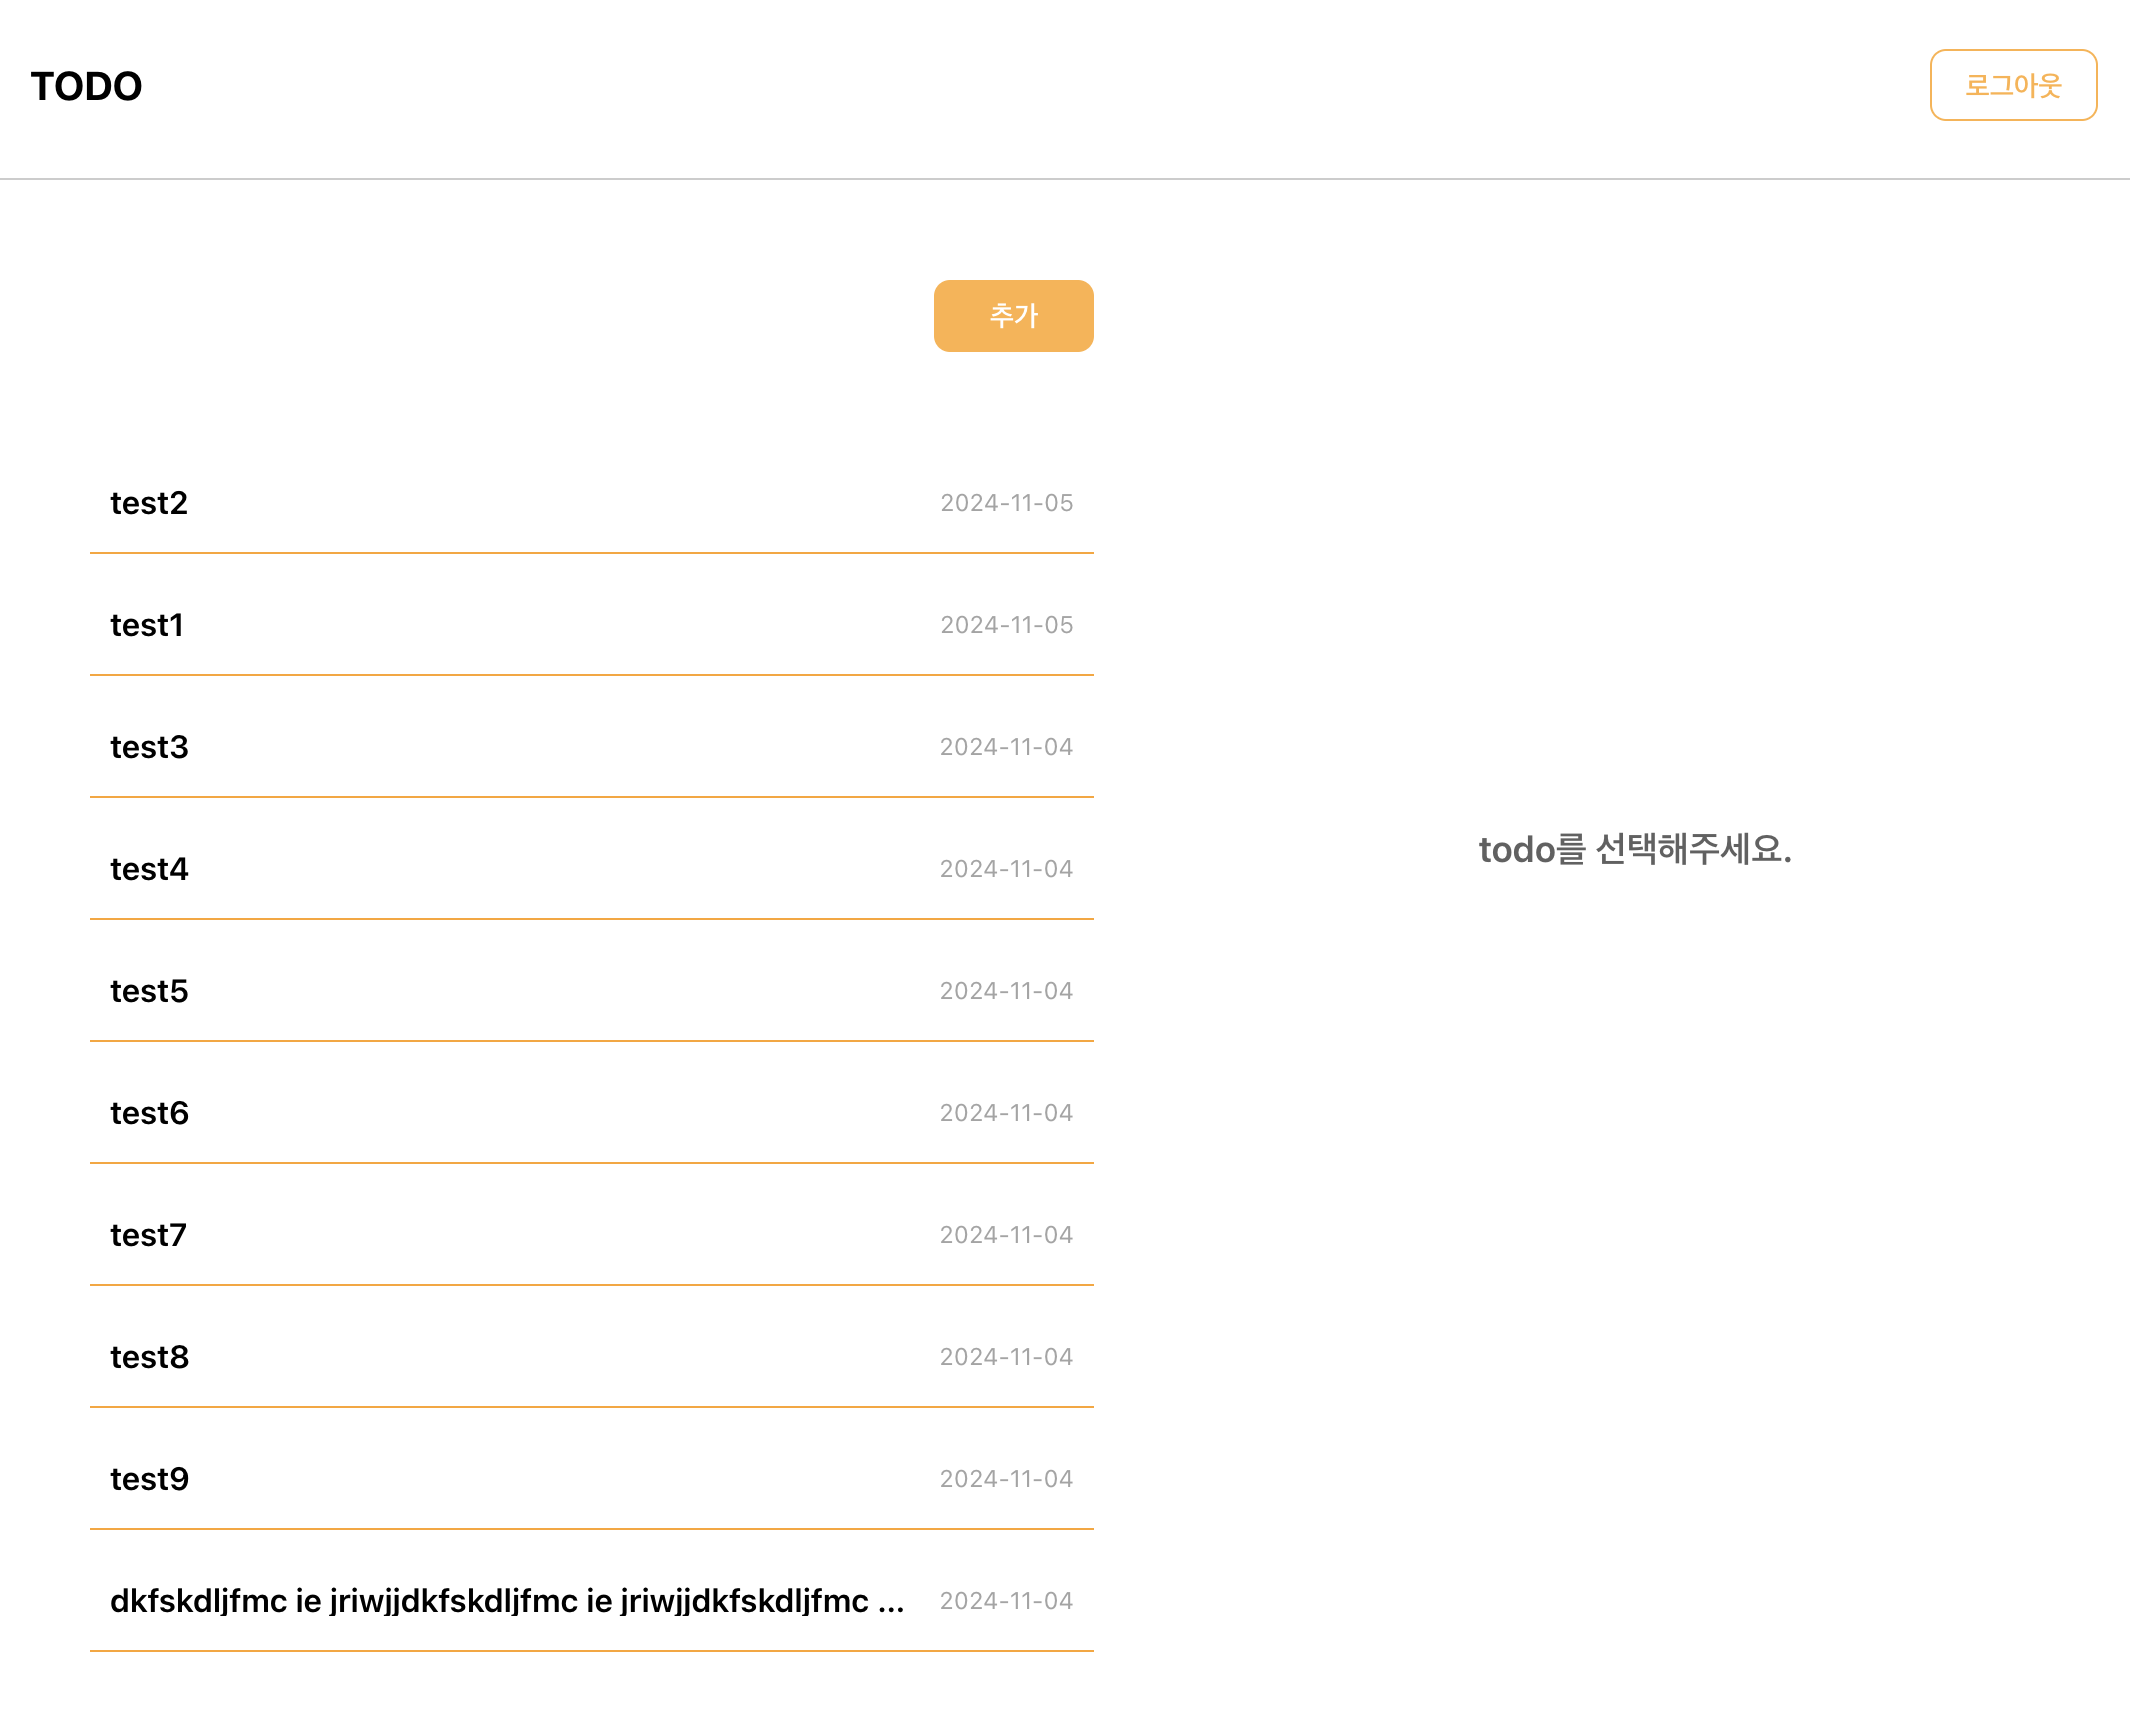 TODO
로그아웃
추가
test2 2024-11-05
test1 2024-11-05
test3 2024-11-04
test4 2024-11-04
test5 2024-11-04
test6 2024-11-04
test7 2024-11-04
test8 2024-11-04
test9 2024-11-04
dkfskdljfmc ie jriwjjdkfskdljfmc ie jriwjjdkfskdljfmc ... 2024-11-04
todo를 선택해주세요.